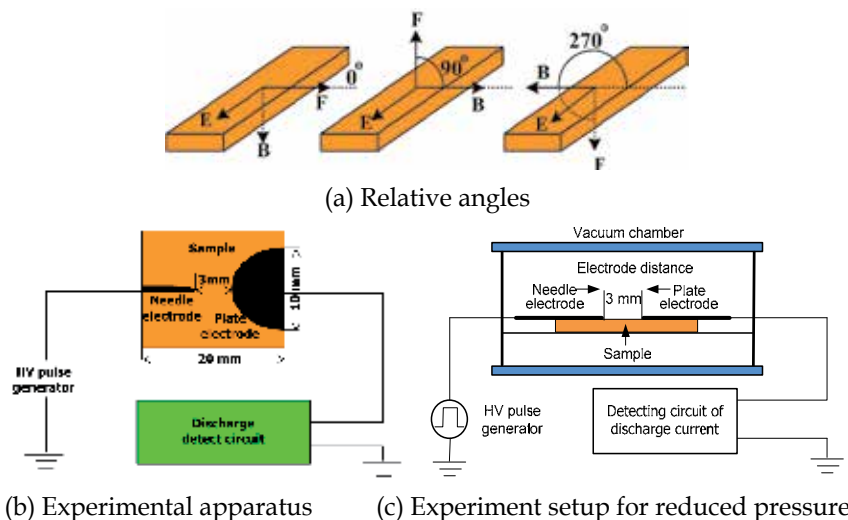 0°
E
F
B
F
90°
B
E
270°
B
E
F
(a) Relative angles
Sample
3mm
10 mm
Needle
electrode
Plate
electrode
20 mm
HV pulse
generator
Discharge
detect circuit
(b) Experimental apparatus
Vacuum chamber
Electrode distance
Needle
electrode
3 mm
Plate
electrode
Sample
HV pulse
generator
Detecting circuit of
discharge current
(c) Experiment setup for reduced pressure